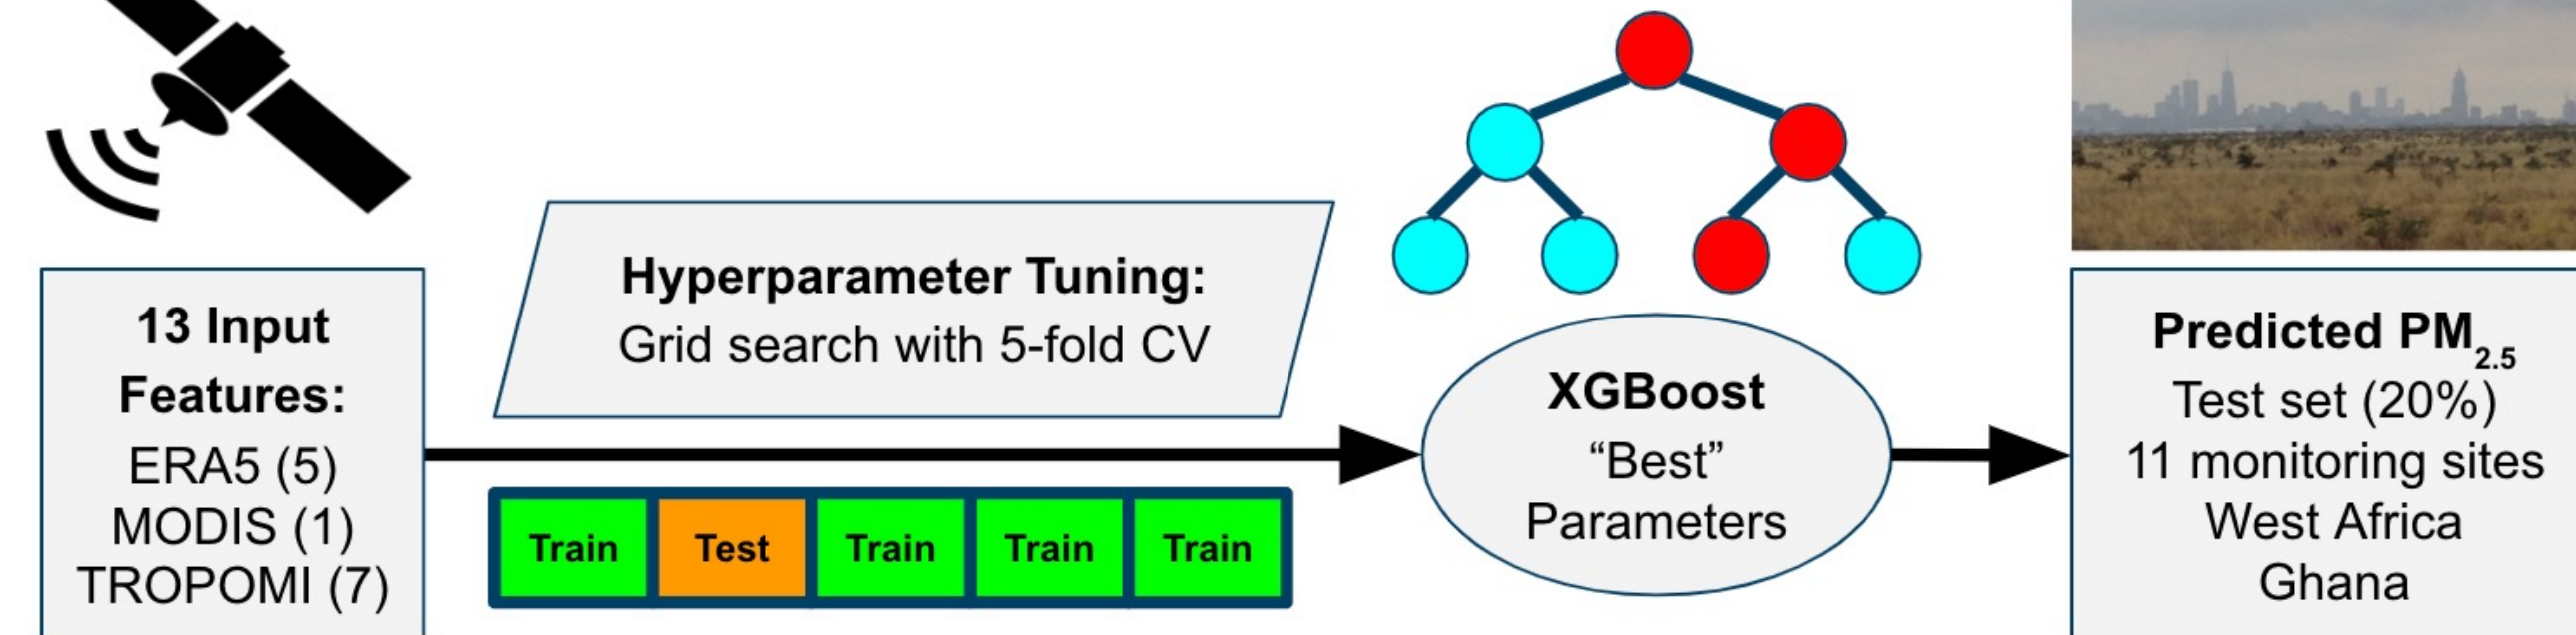 13 Input
Features:
ERA5 (5)
MODIS (1)
TROPOMI (7)
Hyperparameter Tuning:
Grid search with 5-fold CV
Train
Test
Train
Train
Train
XGBoost
“Best”
Parameters
Predicted PM2.5
Test set (20%)
11 monitoring sites
West Africa
Ghana